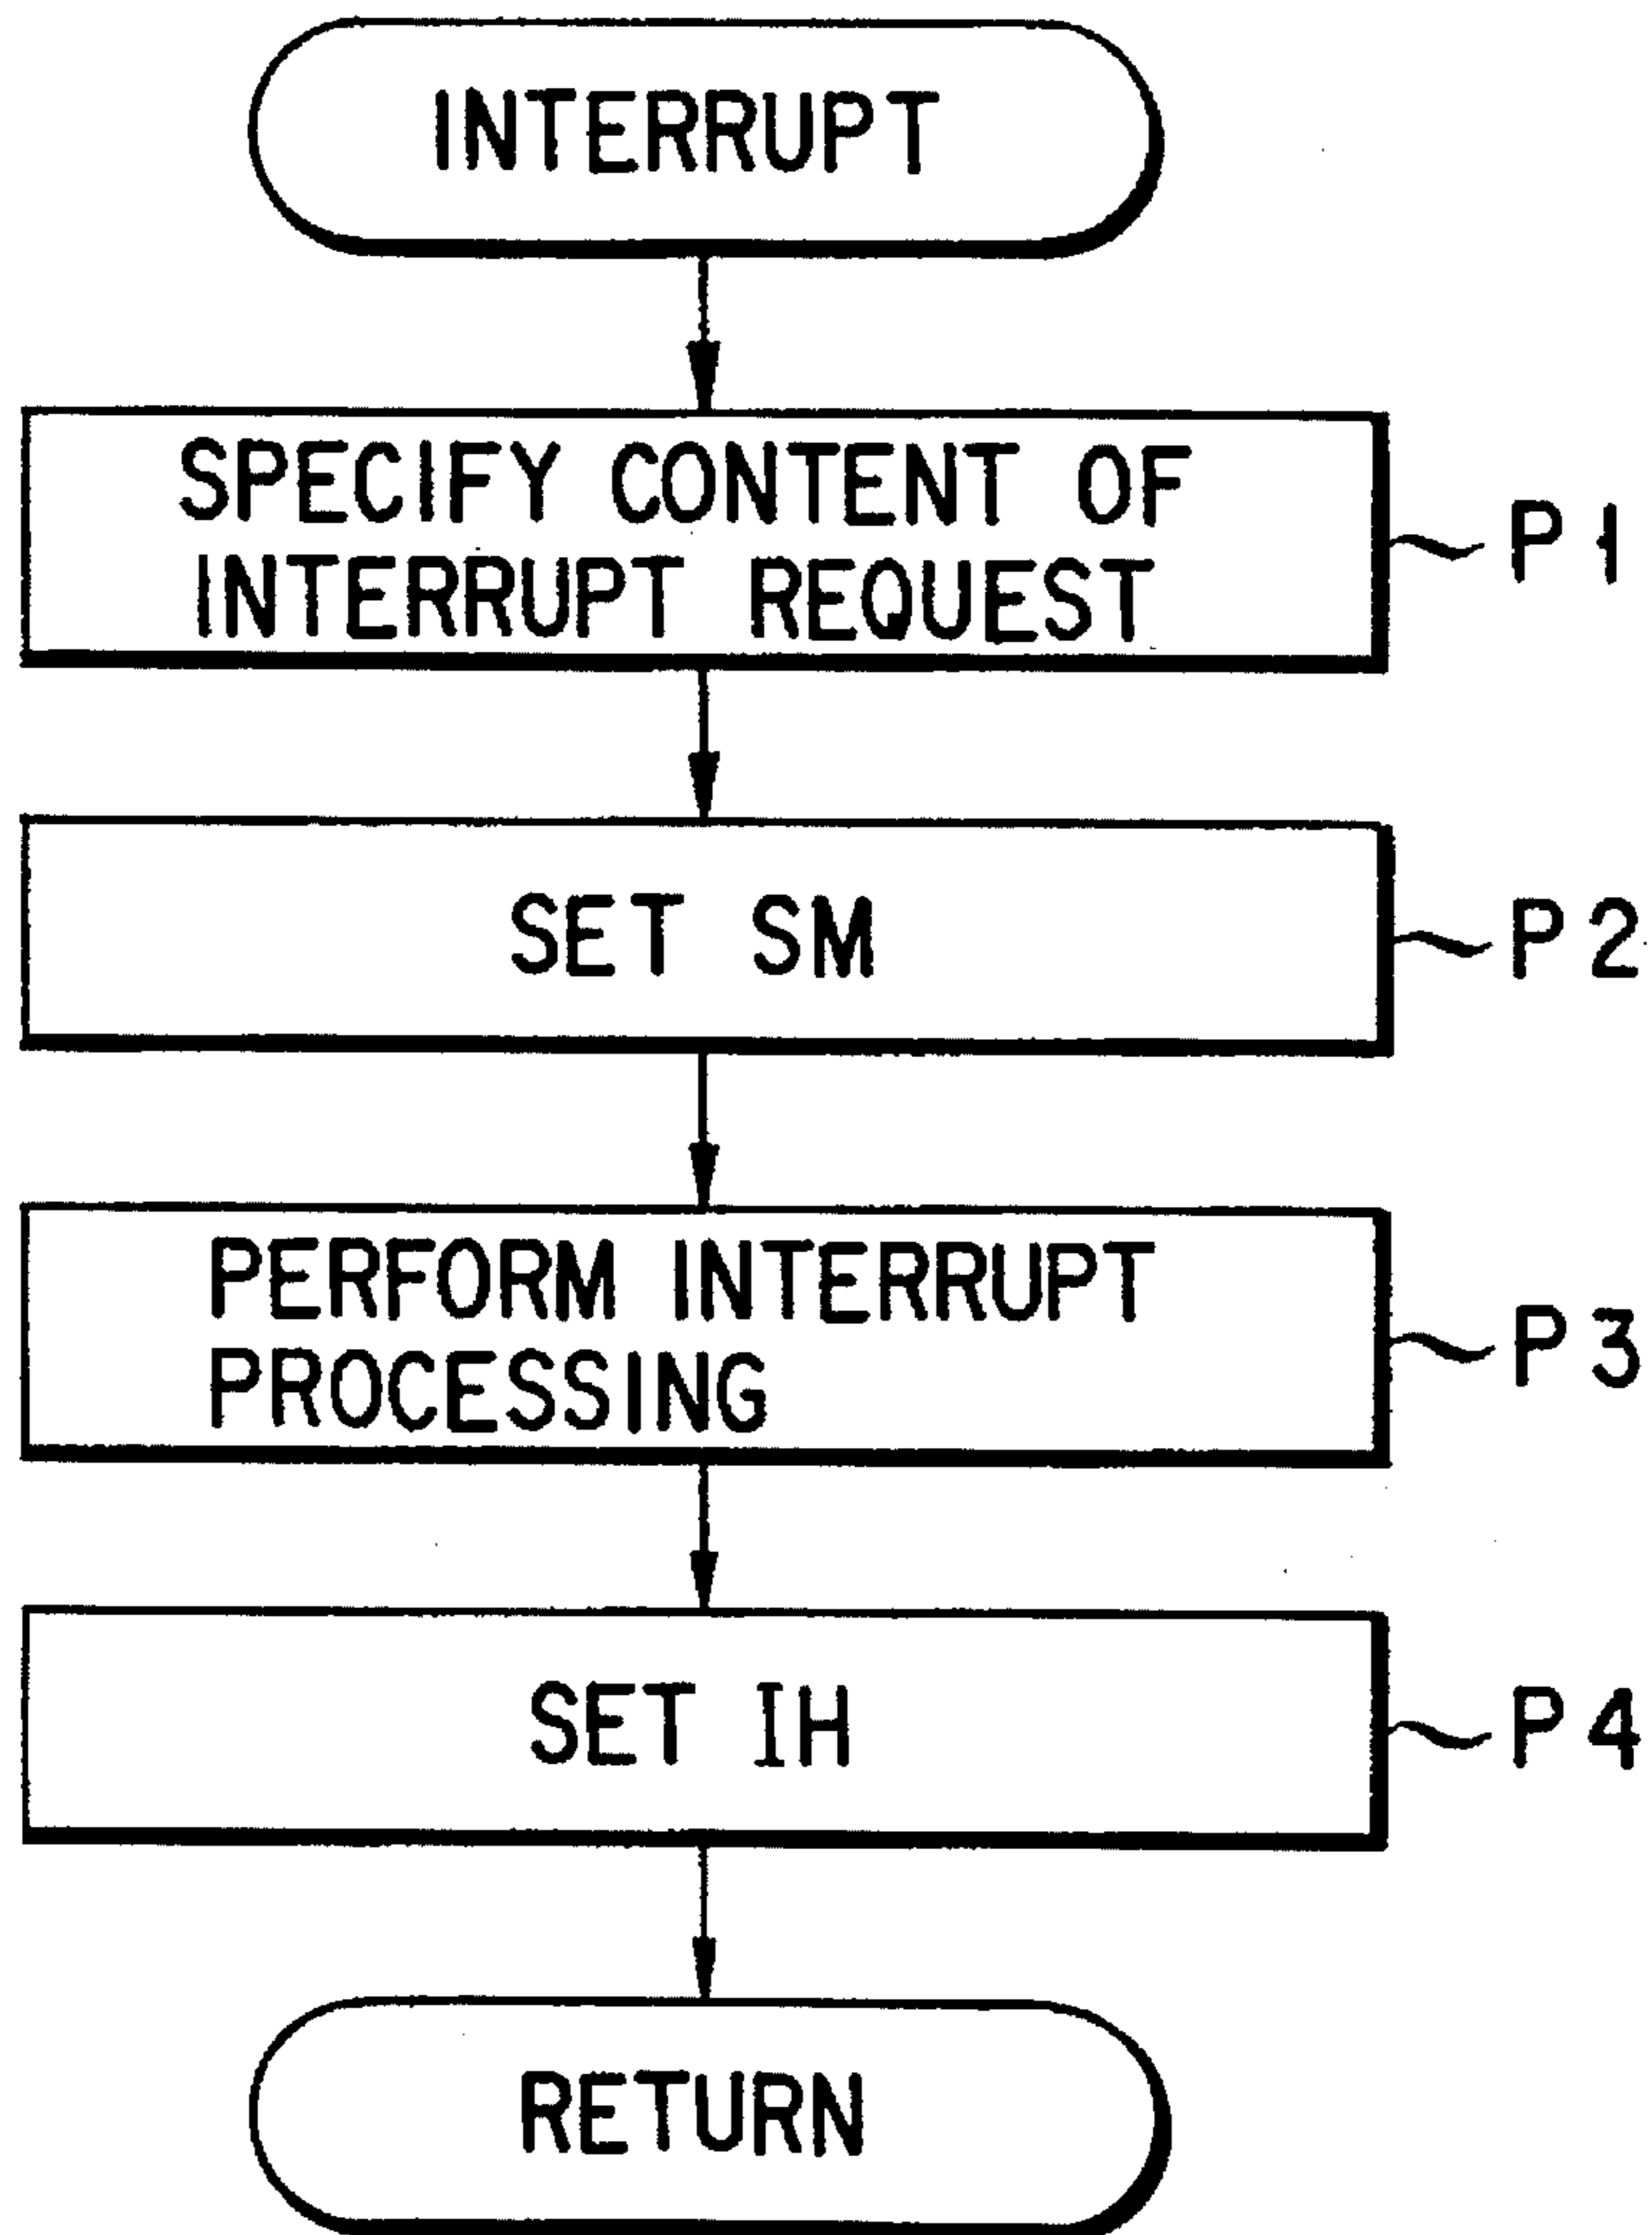 INTERRUPT
SPECIFY CONTENT OF
INTERRUPT REQUEST
P1
SET SM
P2
PERFORM INTERRUPT
PROCESSING
P3
SET IH
P4
RETURN